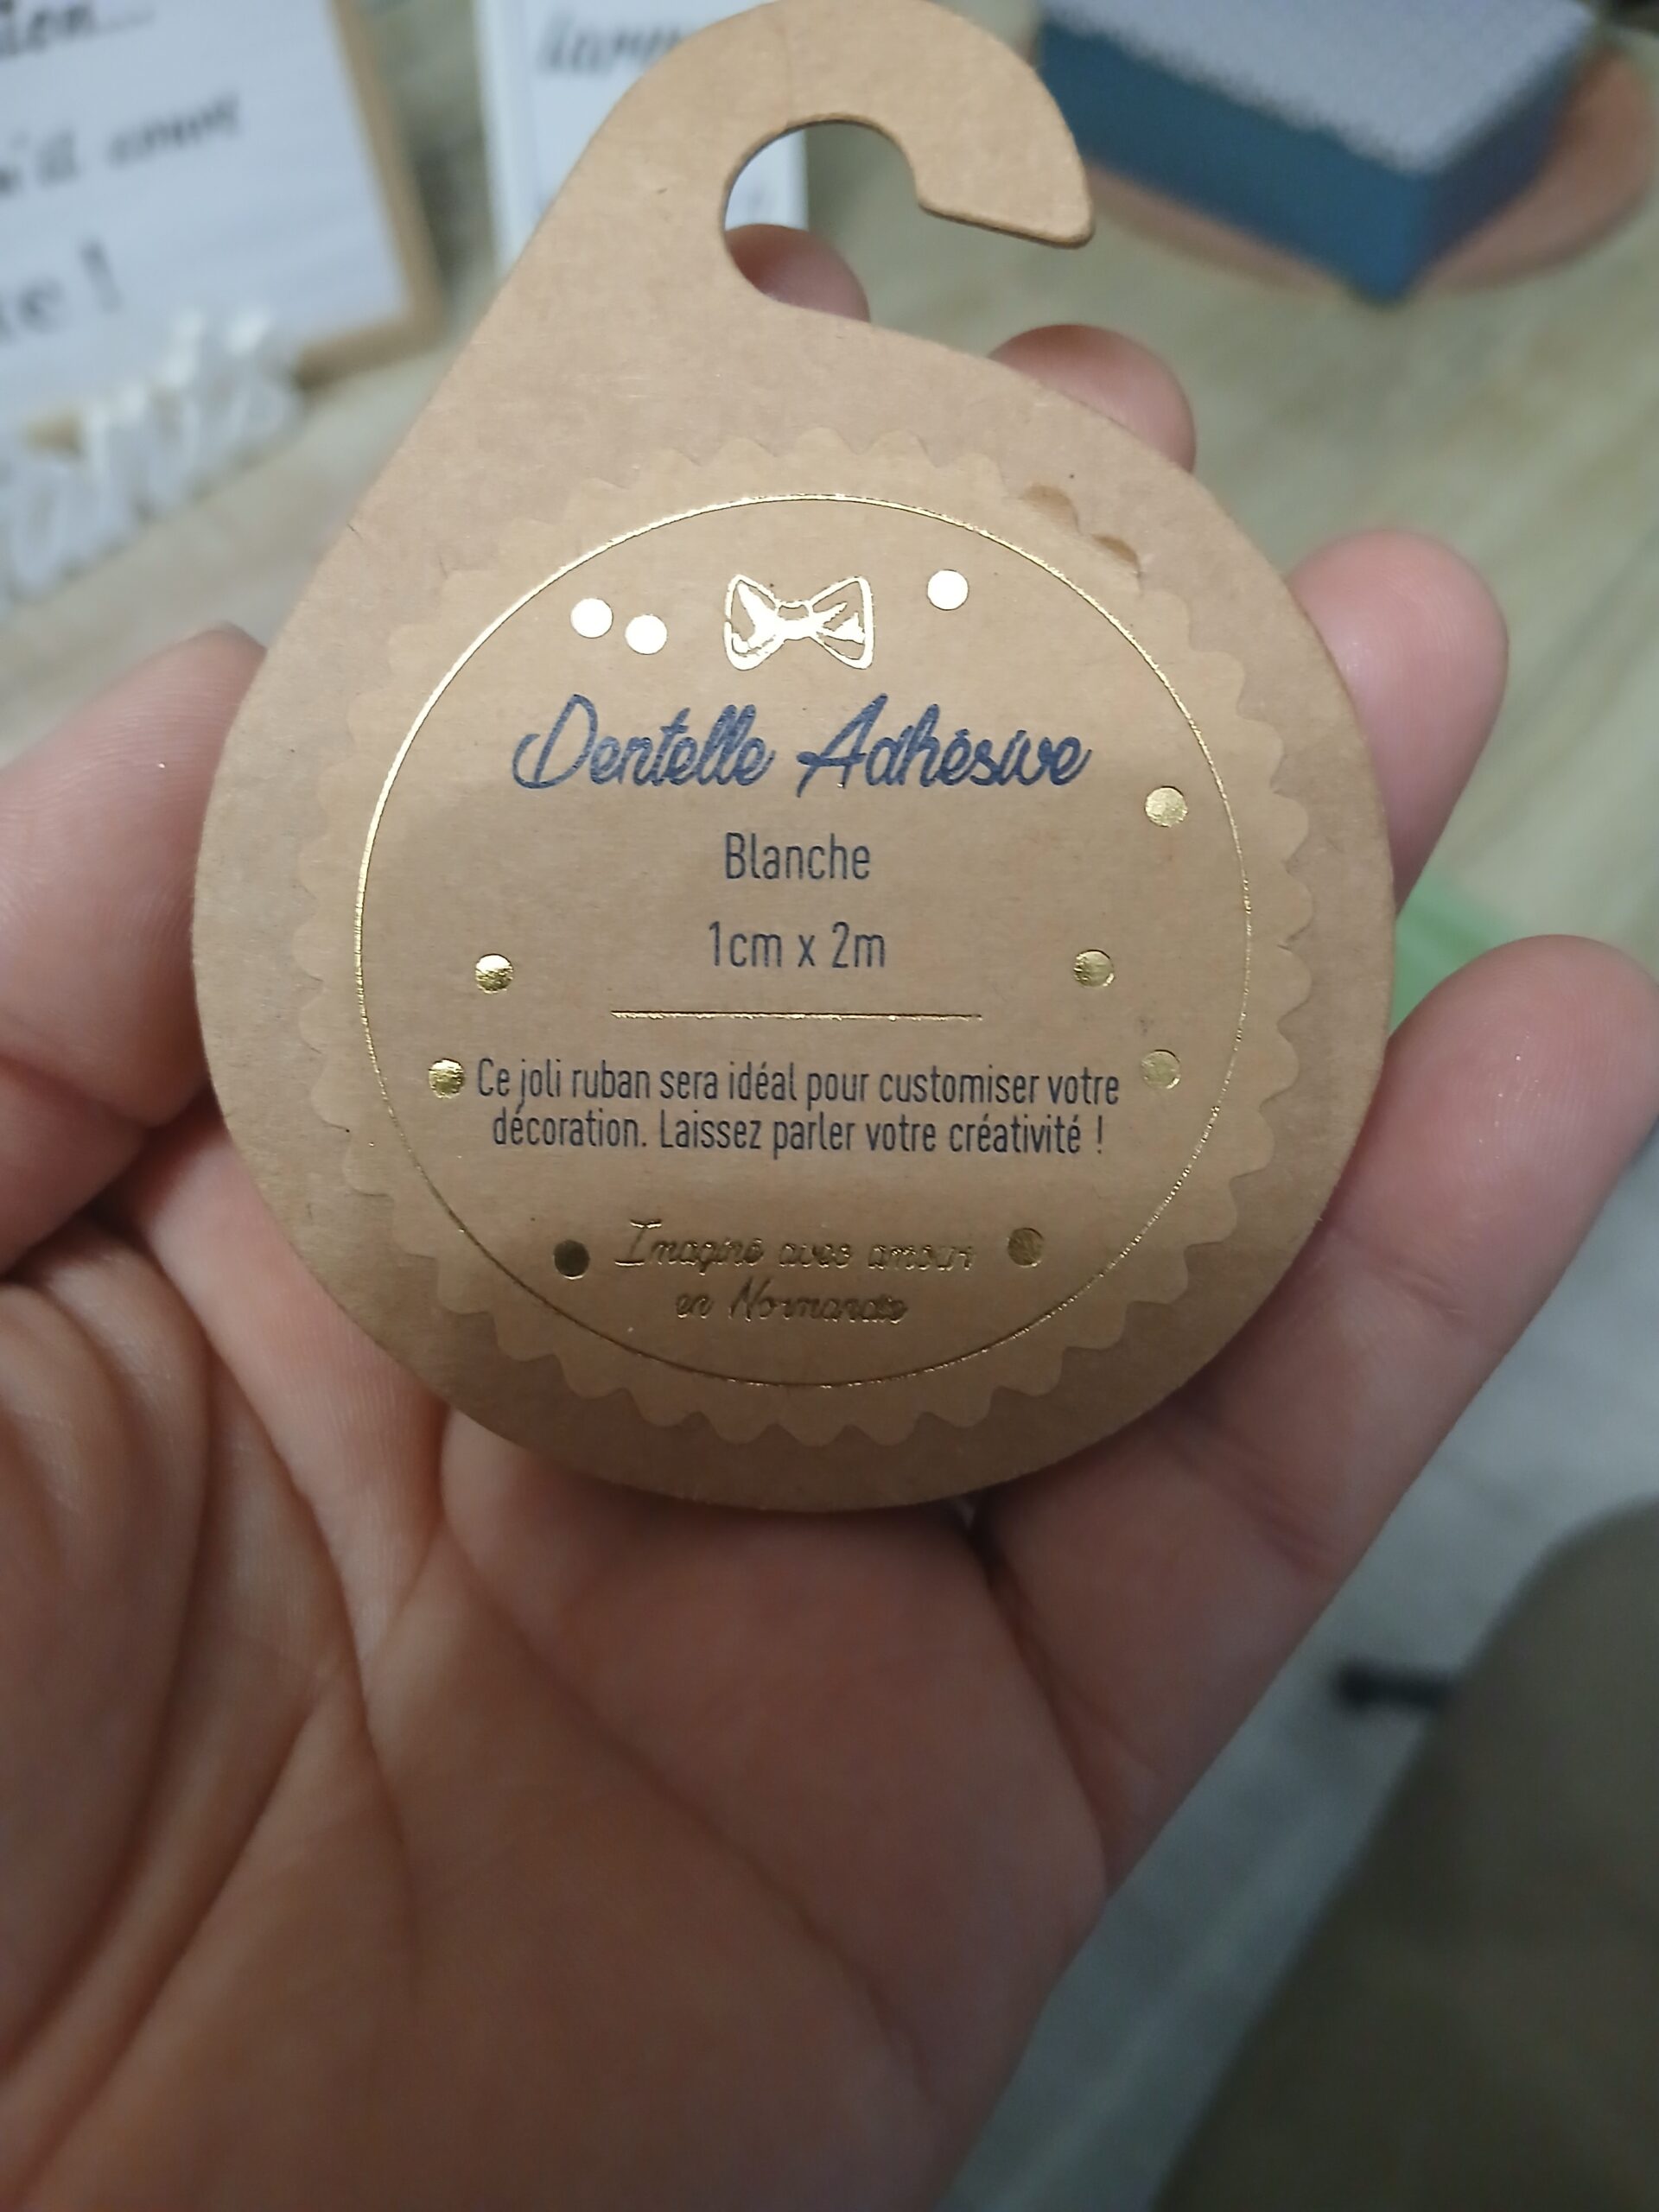 Dentelle Adhésive
Blanche
1cm x 2m
Ce joli ruban sera idéal pour customiser votre
décoration. Laissez parler votre créativité !
Imaginé avec amour
en Normandie